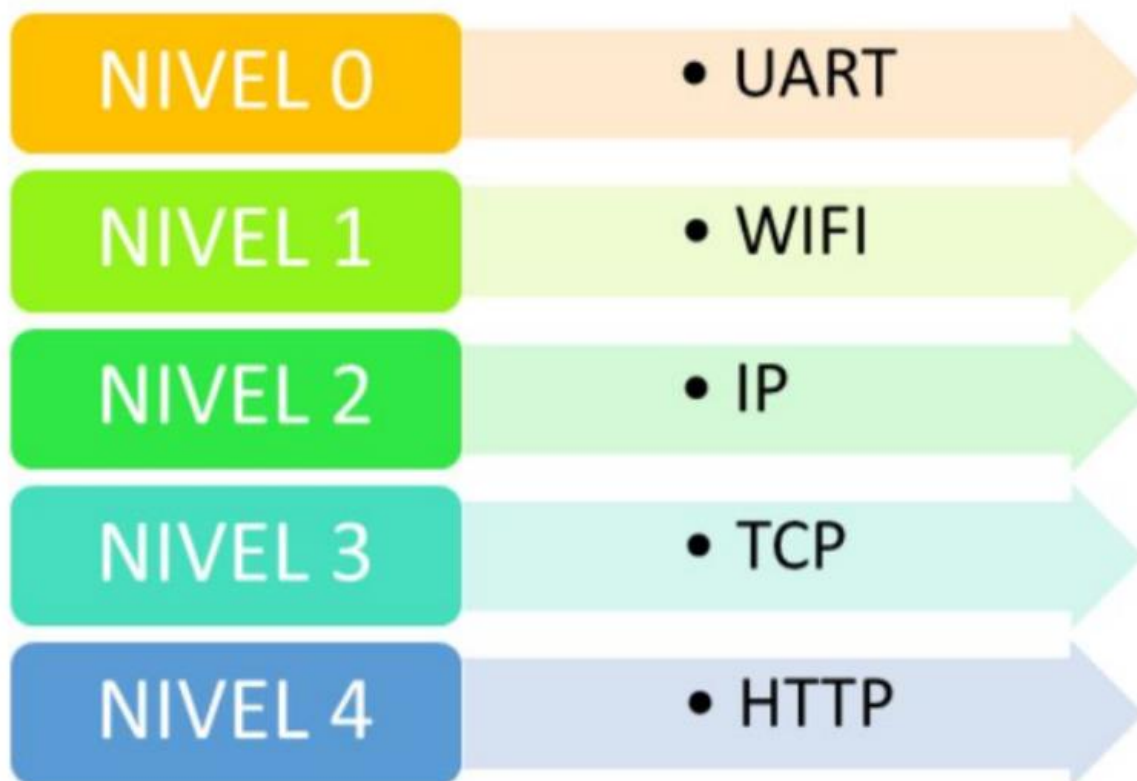 NIVEL 0
• UART
NIVEL 1
• WIFI
NIVEL 2
• IP
NIVEL 3
• TCP
NIVEL 4
• HTTP